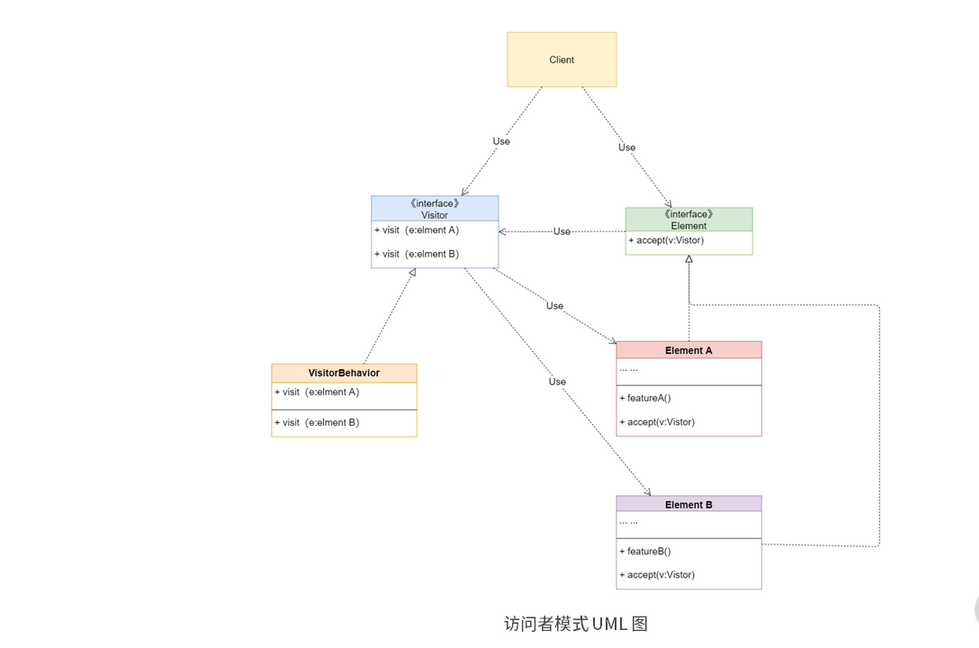 Client
Use
Use
《interface》
Visitor
+ visit（e:elment A）
+ visit（e:elment B）
Use
《interface》
Element
+ accept(v:Vistor)
Use
Element A
... ...
+ featureA()
+ accept(v:Vistor)
VisitorBehavior
+ visit（e:elment A）
+ visit（e:elment B）
Use
Element B
... ...
+ featureB()
+ accept(v:Vistor)
访问者模式 UML 图